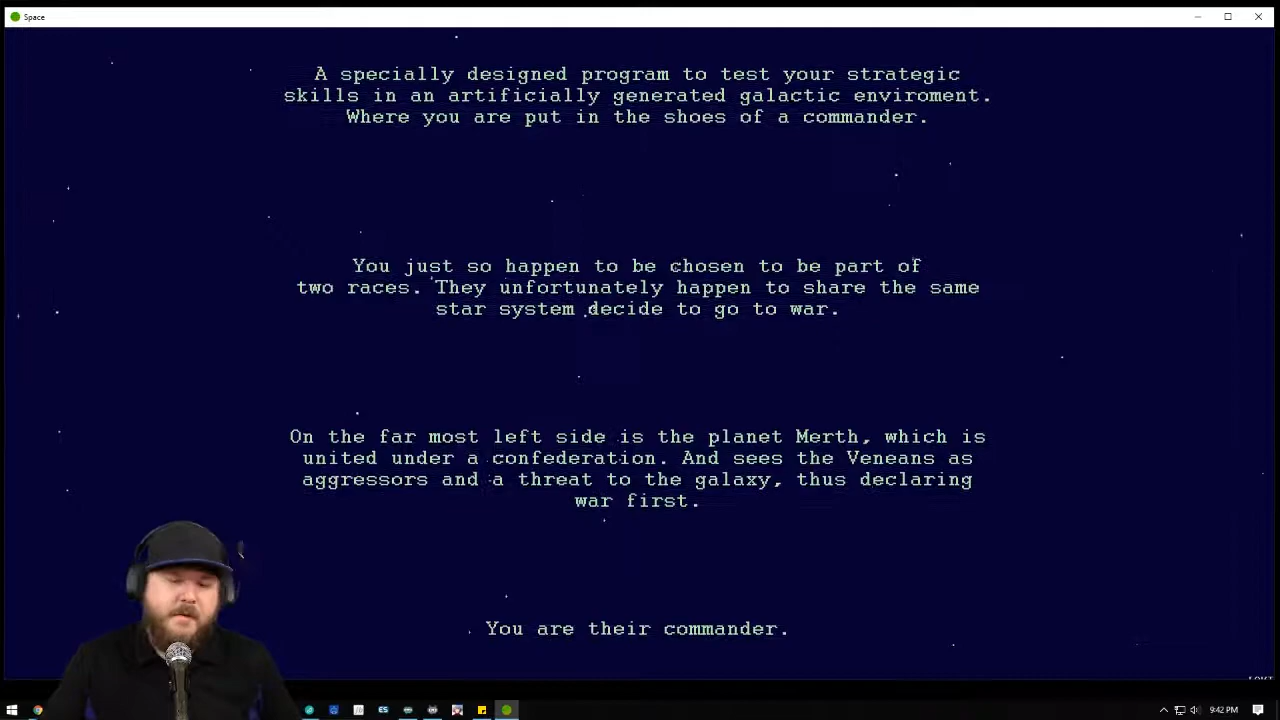 Space
A specially designed program to test your strategic
skills in an artificially generated galactic enviroment.
Where you are put in the shoes of a commander.
You just so happen to be chosen to be part of
two races. They unfortunately happen to share the same
star system decide to go to war.
On the far most left side is the planet Merth, which is
united under a confederation. And sees the Veneans as
aggressors and a threat to the galaxy, thus declaring
war first.
You are their commander.
9:42 PM